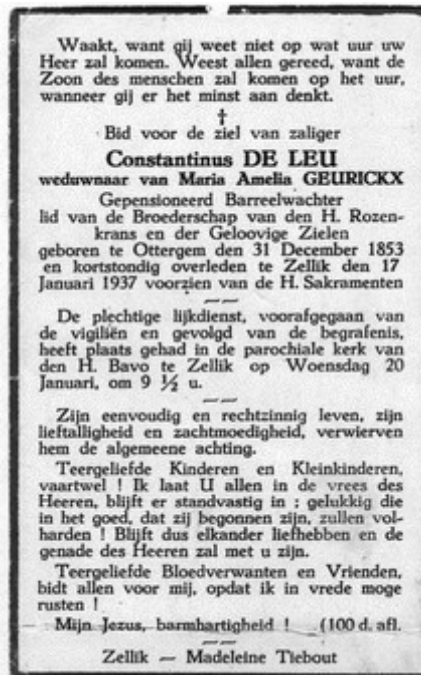 Waakt, want gij weet niet op wat uur uw
Heer zal komen. Weest allen gereed, want de
Zoon des menschen zal komen op het uur,
wanneer gij er het minst aan denkt.
†
Bid voor de ziel van zaliger
Constantinus DE LEU
weduwnaar van Maria Amelia GEURICKX
Gepensioneerd Barreelwachter
lid van de Broederschap van den H. Rozen-
krans en der Geloovige Zielen
geboren te Ottergem den 31 December 1853
en kortstondig overleden te Zellik den 17
Januari 1937 voorzien van de H. Sakramenten
De plechtige lijkdienst, voorafgegaan van
de vigiliën en gevolgd van de begrafenis,
heeft plaats gehad in de parochiale kerk van
den H. Bavo te Zellik op Woensdag 20
Januari, om 9 ½ u.
Zijn eenvoudig en rechtzinnig leven, zijn
lieftalligheid en zachtmoedigheid, verwierven
hem de algemeene achting.
Teergeliefde Kinderen en Kleinkinderen,
vaartwel ! Ik laat U allen in de vrees des
Heeren, blijft er standvastig in : gelukkig die
in het goed, dat zij begonnen zijn, zullen vol-
harden ! Blijft dus elkander liefhebben en de
genade des Heeren zal met u zijn.
Teergeliefde Bloedverwanten en Vrienden,
bidt allen voor mij, opdat ik in vrede moge
rusten !
Mijn Jezus, barmhartigheid ! (100 d. afl.
Zellik — Madeleine Tiebout